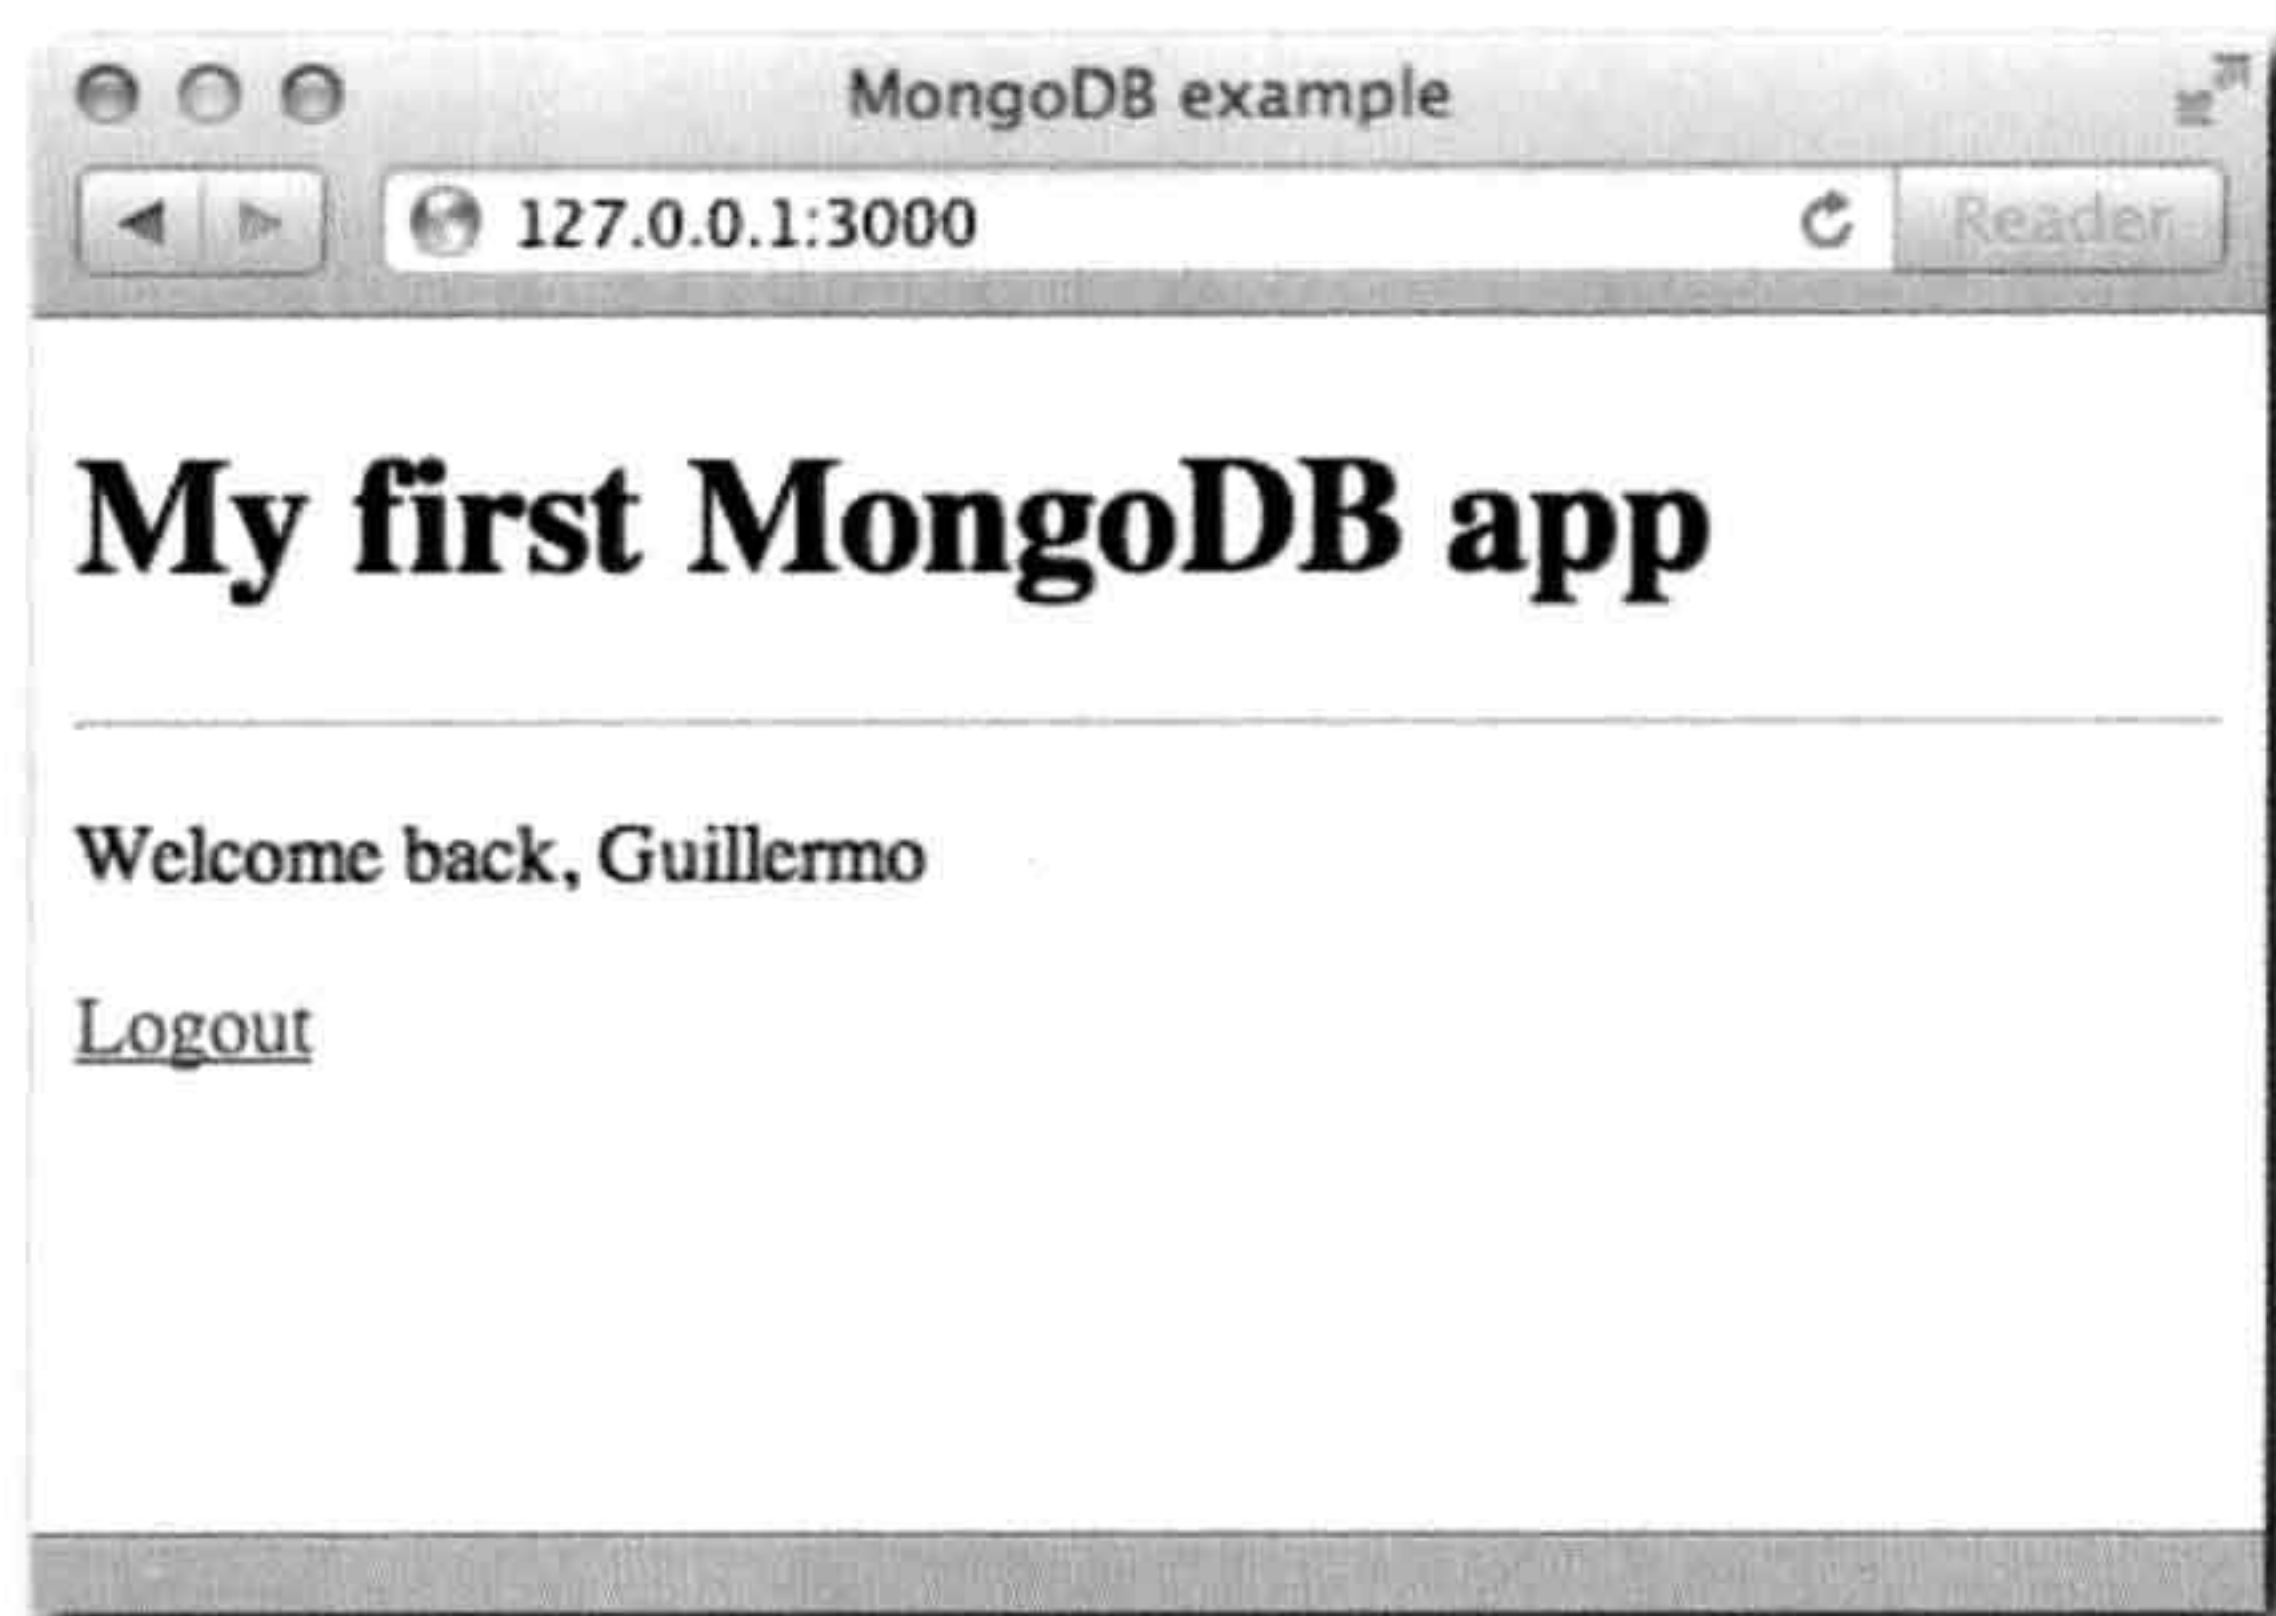 MongoDB example
127.0.0.1:3000
Reader
My first MongoDB app
Welcome back, Guillermo
Logout